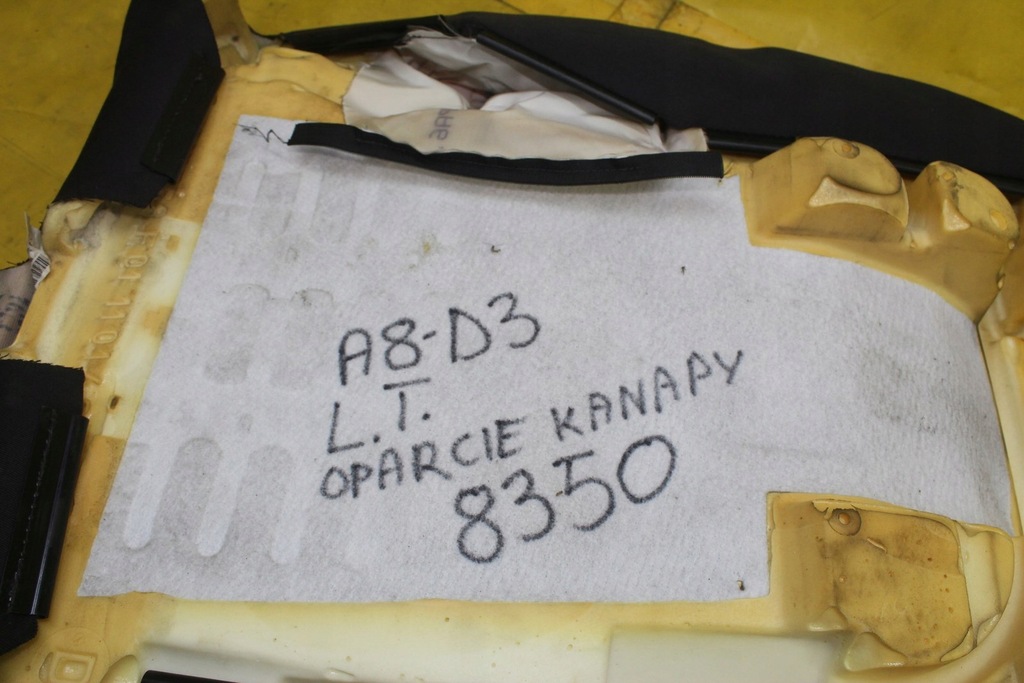 A8-D3
L.T.
OPARCIE KANAPY
8350